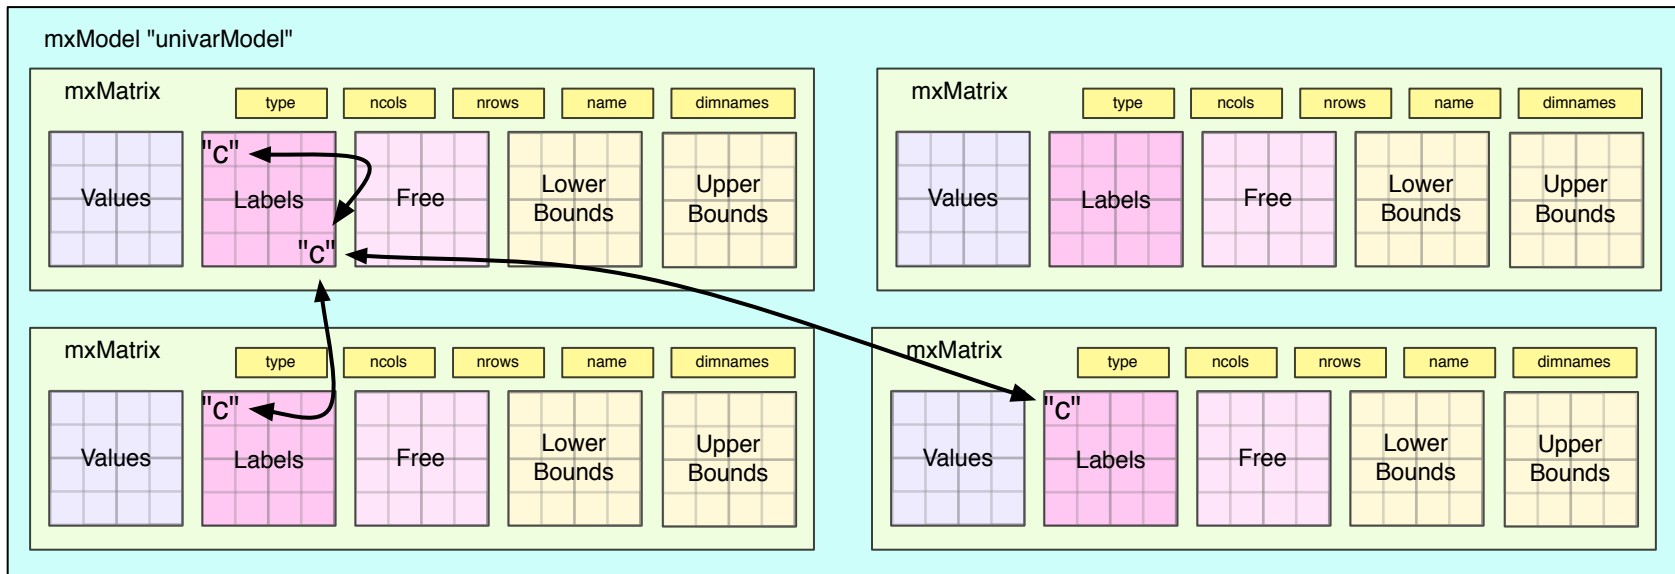 mxModel "univarModel"
mxMatrix
type ncols nrows name dimnames
"C"
Values Labels Free Lower Bounds Upper Bounds
"C"
mxMatrix
type ncols nrows name dimnames
Values Labels Free Lower Bounds Upper Bounds
mxMatrix
type ncols nrows name dimnames
"C"
Values Labels Free Lower Bounds Upper Bounds
mxMatrix
type ncols nrows name dimnames
"C"
Values Labels Free Lower Bounds Upper Bounds